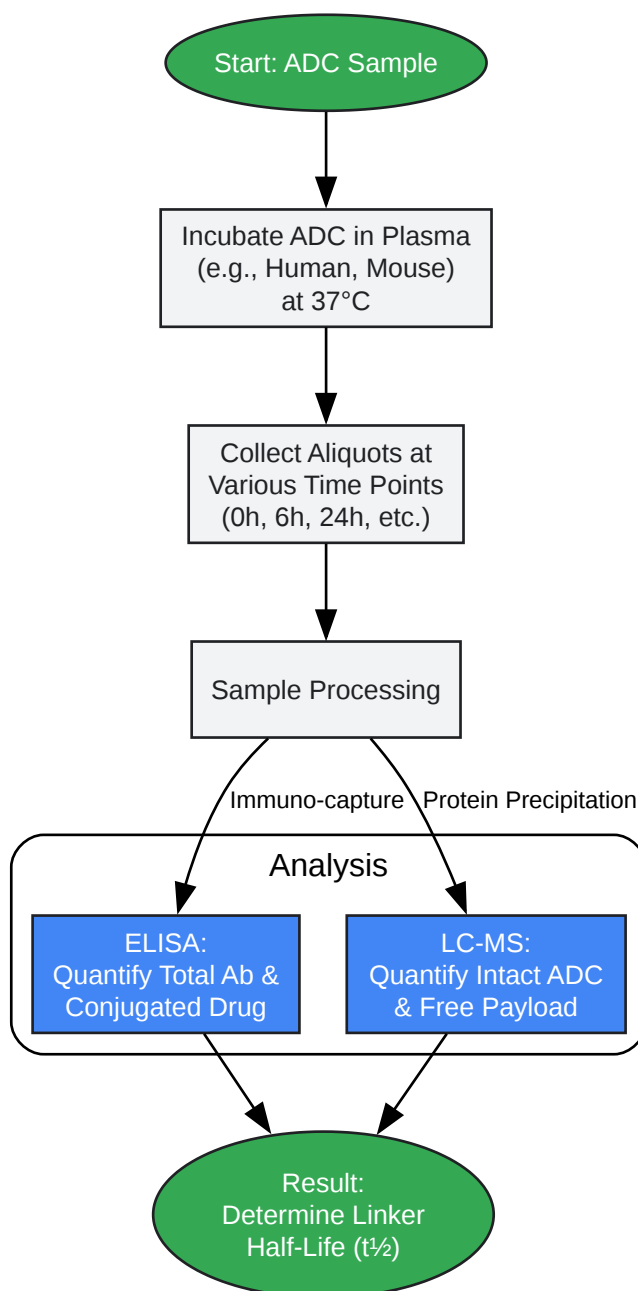 Start: ADC Sample
Incubate ADC in Plasma
(e.g., Human, Mouse)
at 37°C
Collect Aliquots at
Various Time Points
(0h, 6h, 24h, etc.)
Sample Processing
Immuno-capture
Protein Precipitation
Analysis
ELISA:
Quantify Total Ab &
Conjugated Drug
LC-MS:
Quantify Intact ADC
& Free Payload
Result:
Determine Linker
Half-Life (t½)